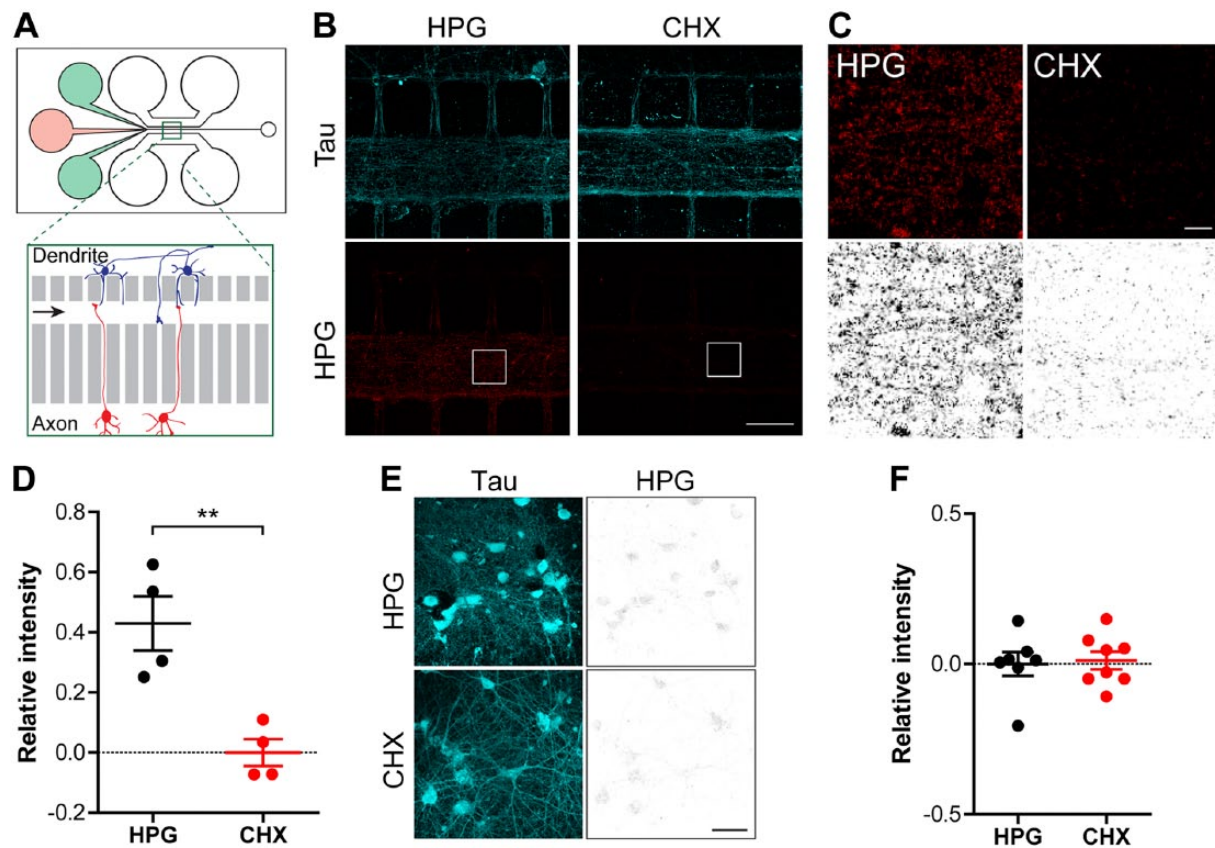 A
Dendrite
Axon
B
HPG CHX
Tau
HPG
C
HPG CHX
D
Relative intensity
0.8
0.6
0.4
0.2
0.0
-0.2
**
HPG CHX
E
Tau HPG
HPG
CHX
F
Relative intensity
0.5
0.0
-0.5
HPG CHX